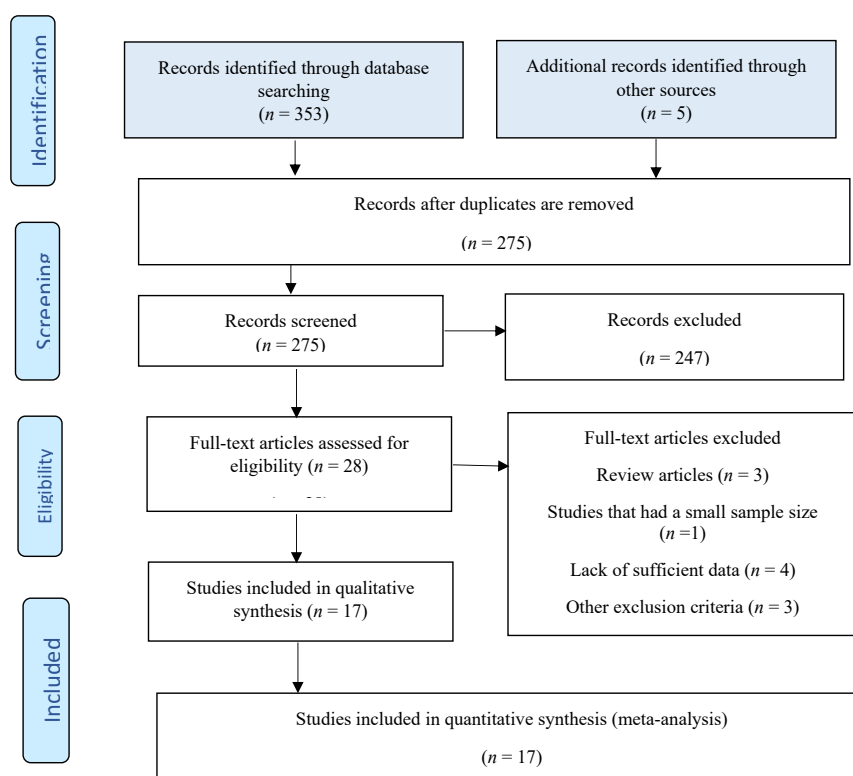 Identification
Records identified through database
searching
(n = 353)
Additional records identified through
other sources
(n = 5)
Records after duplicates are removed
(n = 275)
Screening
Records screened
(n = 275)
Records excluded
(n = 247)
Eligibility
Full-text articles assessed for
eligibility (n = 28)
Full-text articles excluded
Review articles (n = 3)
Studies that had a small sample size
(n =1)
Lack of sufficient data (n = 4)
Other exclusion criteria (n = 3)
Studies included in qualitative
synthesis (n = 17)
Included
Studies included in quantitative synthesis (meta-analysis)
(n = 17)